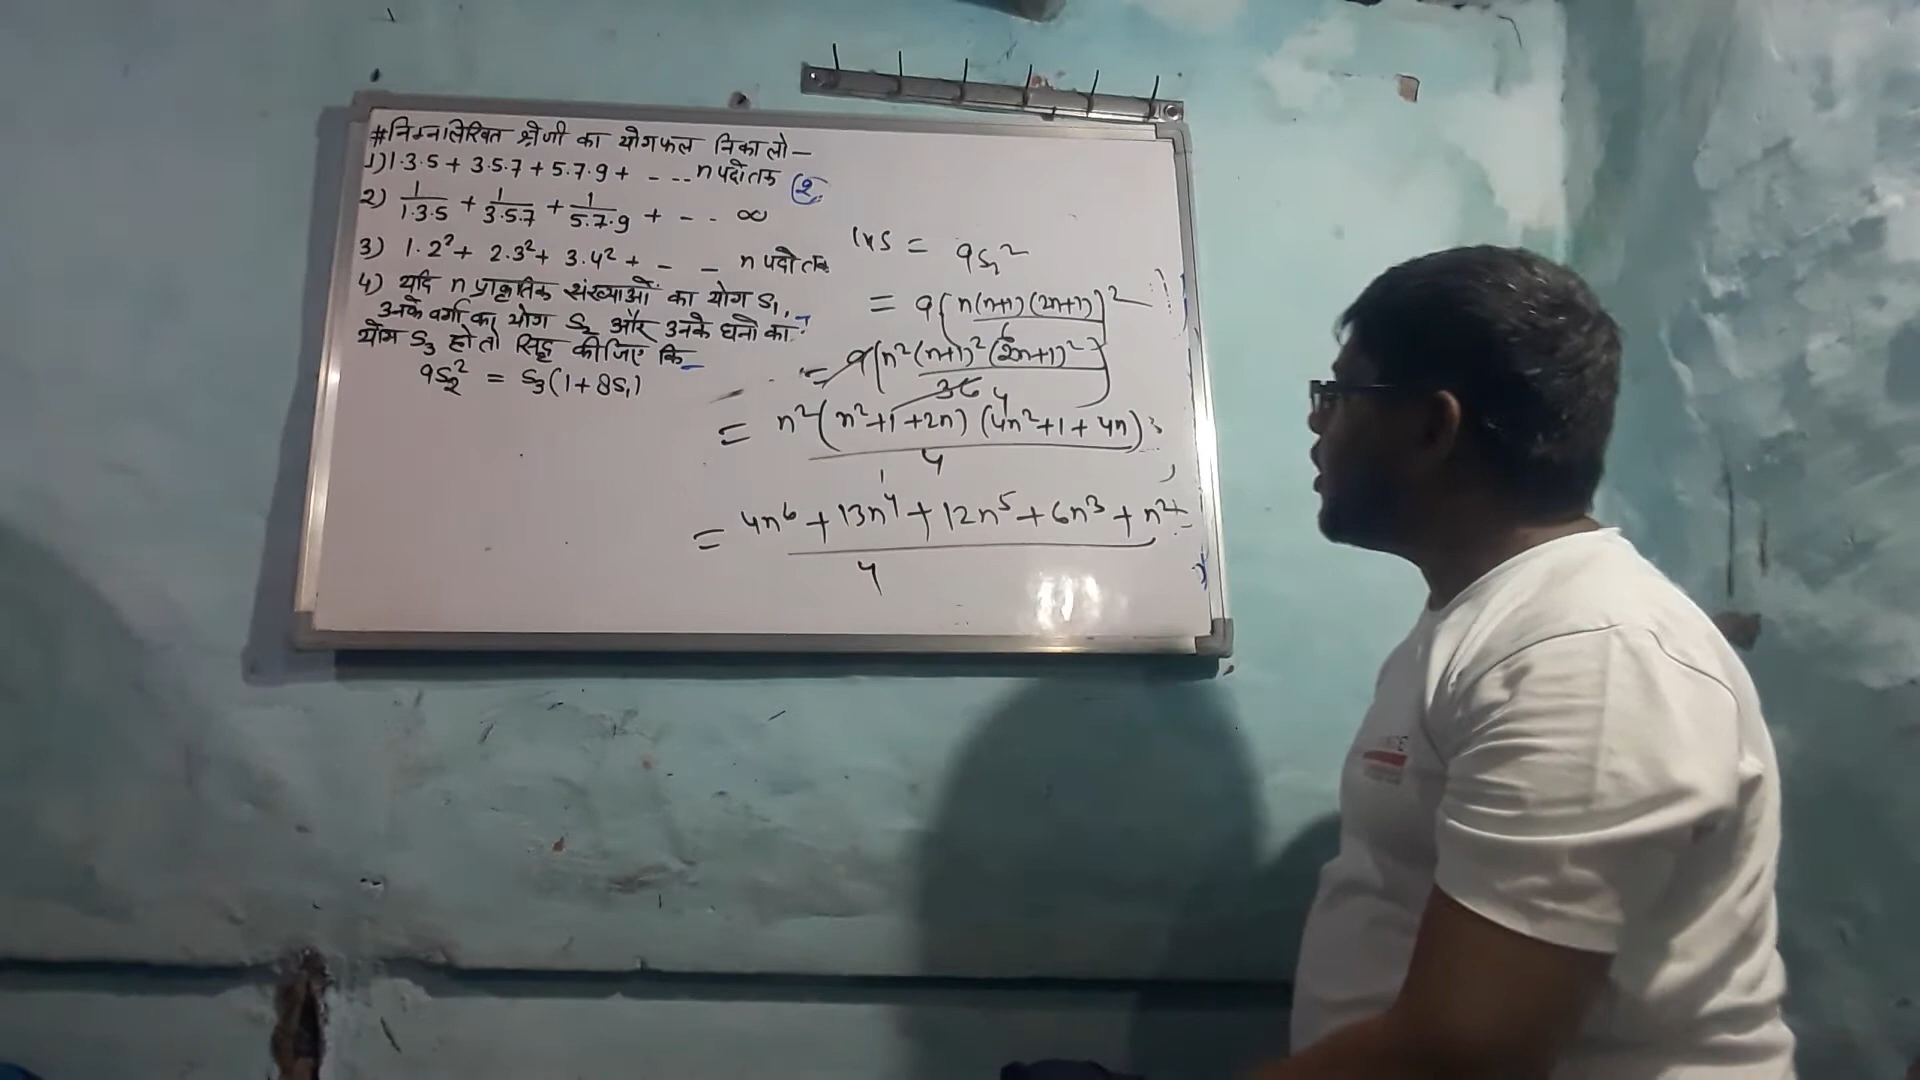 #निम्नलिखित श्रेणी का योगफल निकालो—
1) 1·3·5 + 3·5·7 + 5·7·9 + - - - n पदो तक
2) 1/1·3·5 + 1/3·5·7 + 1/5·7·9 + - - ∞
3) 1·2² + 2·3² + 3·4² + - - n पदो तक
4) यदि n प्राकृतिक संख्याओं का योग S₁,
उनके वर्गो का योग S₂ और उनके घनो का
योग S₃ हो तो सिद्ध कीजिए कि
9S₂² = S₃(1+8S₁)
= 9{n(n+1)(2n+1)/6}²
= 9{n²(n+1)²(2n+1)²/36}
= n²(n²+1+2n)(4n²+1+4n)/4
= 4n⁶+13n⁴+12n⁵+6n³+n²/4